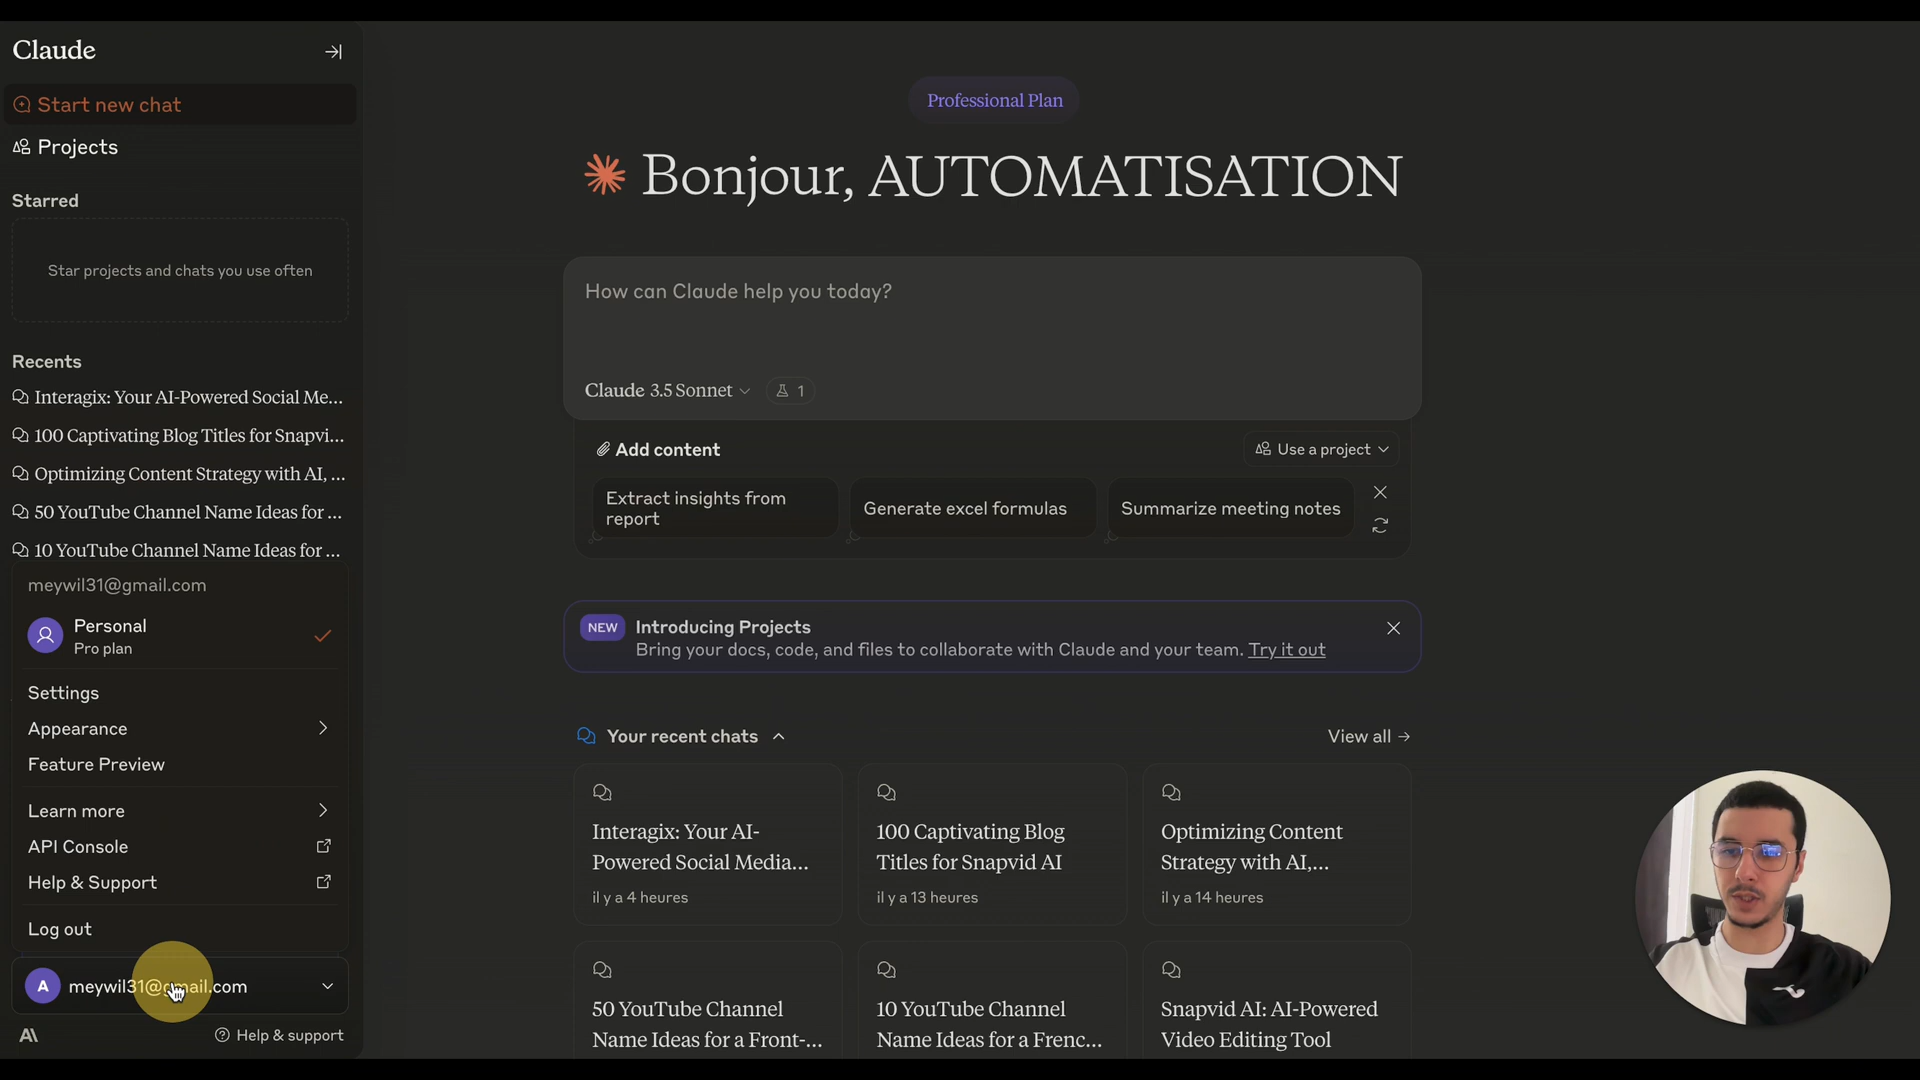 Claude
Start new chat
Projects
Starred
Star projects and chats you use often
Recents
Interagix: Your AI-Powered Social Me...
100 Captivating Blog Titles for Snapvi...
Optimizing Content Strategy with AI, ...
50 YouTube Channel Name Ideas for ...
10 YouTube Channel Name Ideas for ...
meywil31@gmail.com
Personal
Pro plan
Settings
Appearance
Feature Preview
Learn more
API Console
Help & Support
Log out
A
meywil31@gmail.com
Help & support
Professional Plan
Bonjour, AUTOMATISATION
How can Claude help you today?
Claude 3.5 Sonnet
1
Add content
Use a project
Extract insights from
report
Generate excel formulas
Summarize meeting notes
NEW
Introducing Projects
Bring your docs, code, and files to collaborate with Claude and your team. Try it out
Your recent chats
View all
Interagix: Your AI-
Powered Social Media...
il y a 4 heures
100 Captivating Blog
Titles for Snapvid AI
il y a 13 heures
Optimizing Content
Strategy with AI,...
il y a 14 heures
50 YouTube Channel
Name Ideas for a Front-...
10 YouTube Channel
Name Ideas for a Frenc...
Snapvid AI: AI-Powered
Video Editing Tool